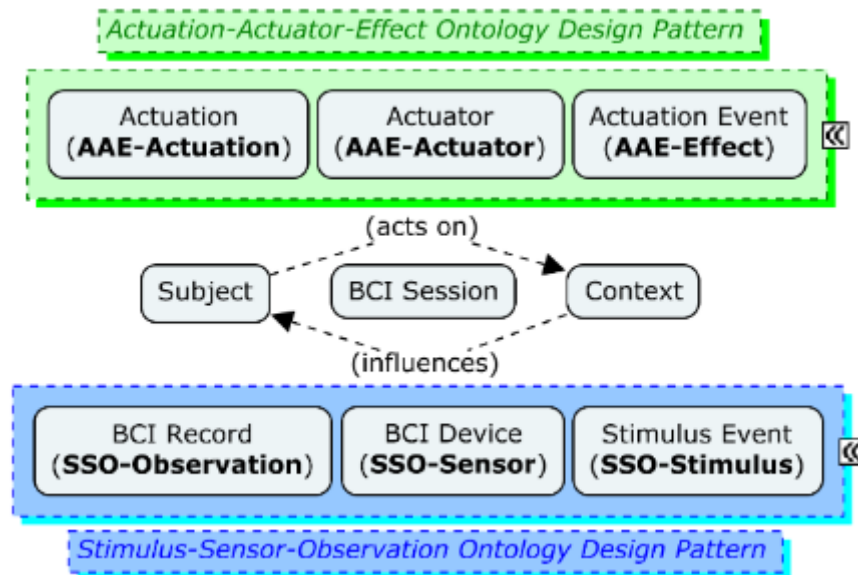 Actuation-Actuator-Effect Ontology Design Pattern
Actuation
(AAE-Actuation)
Actuator
(AAE-Actuator)
Actuation Event
(AAE-Effect)
(acts on)
Subject
BCI Session
Context
(influences)
BCI Record
(SSO-Observation)
BCI Device
(SSO-Sensor)
Stimulus Event
(SSO-Stimulus)
Stimulus-Sensor-Observation Ontology Design Pattern